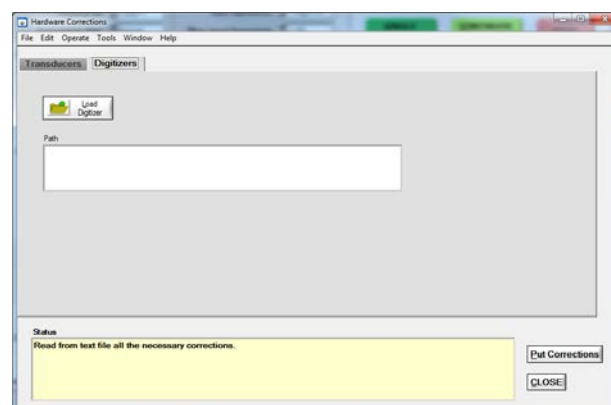 Hardware Corrections
File Edit Operate Tools Window Help
Transducers Digitizers
Load
Digitizer
Path
Status
Read from text file all the necessary corrections.
Put Corrections
CLOSE